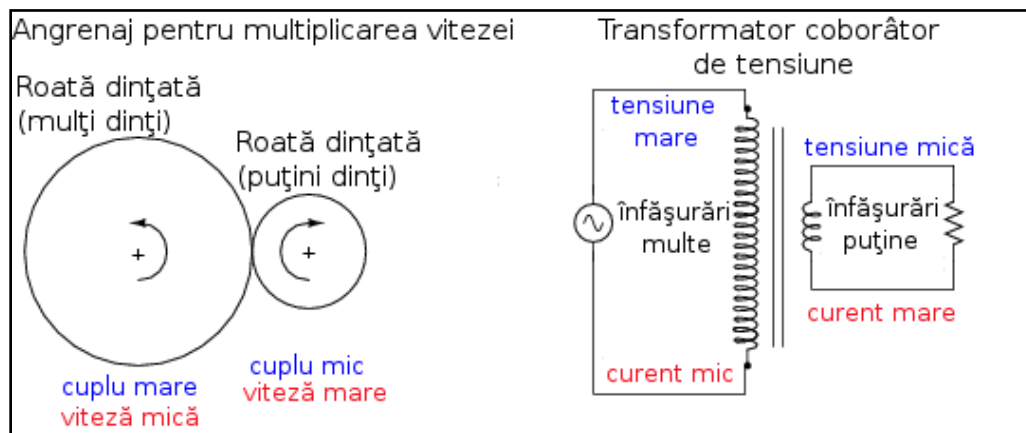 Angrenaj pentru multiplicarea vitezei
Roată dinţată
(mulţi dinţi)
Roată dinţată
(puţini dinţi)
+
+
cuplu mare
viteză mică
cuplu mic
viteză mare
Transformator coborâtor
de tensiune
tensiune
mare
înfăşurări
multe
curent mic
tensiune mică
înfăşurări
puţine
curent mare